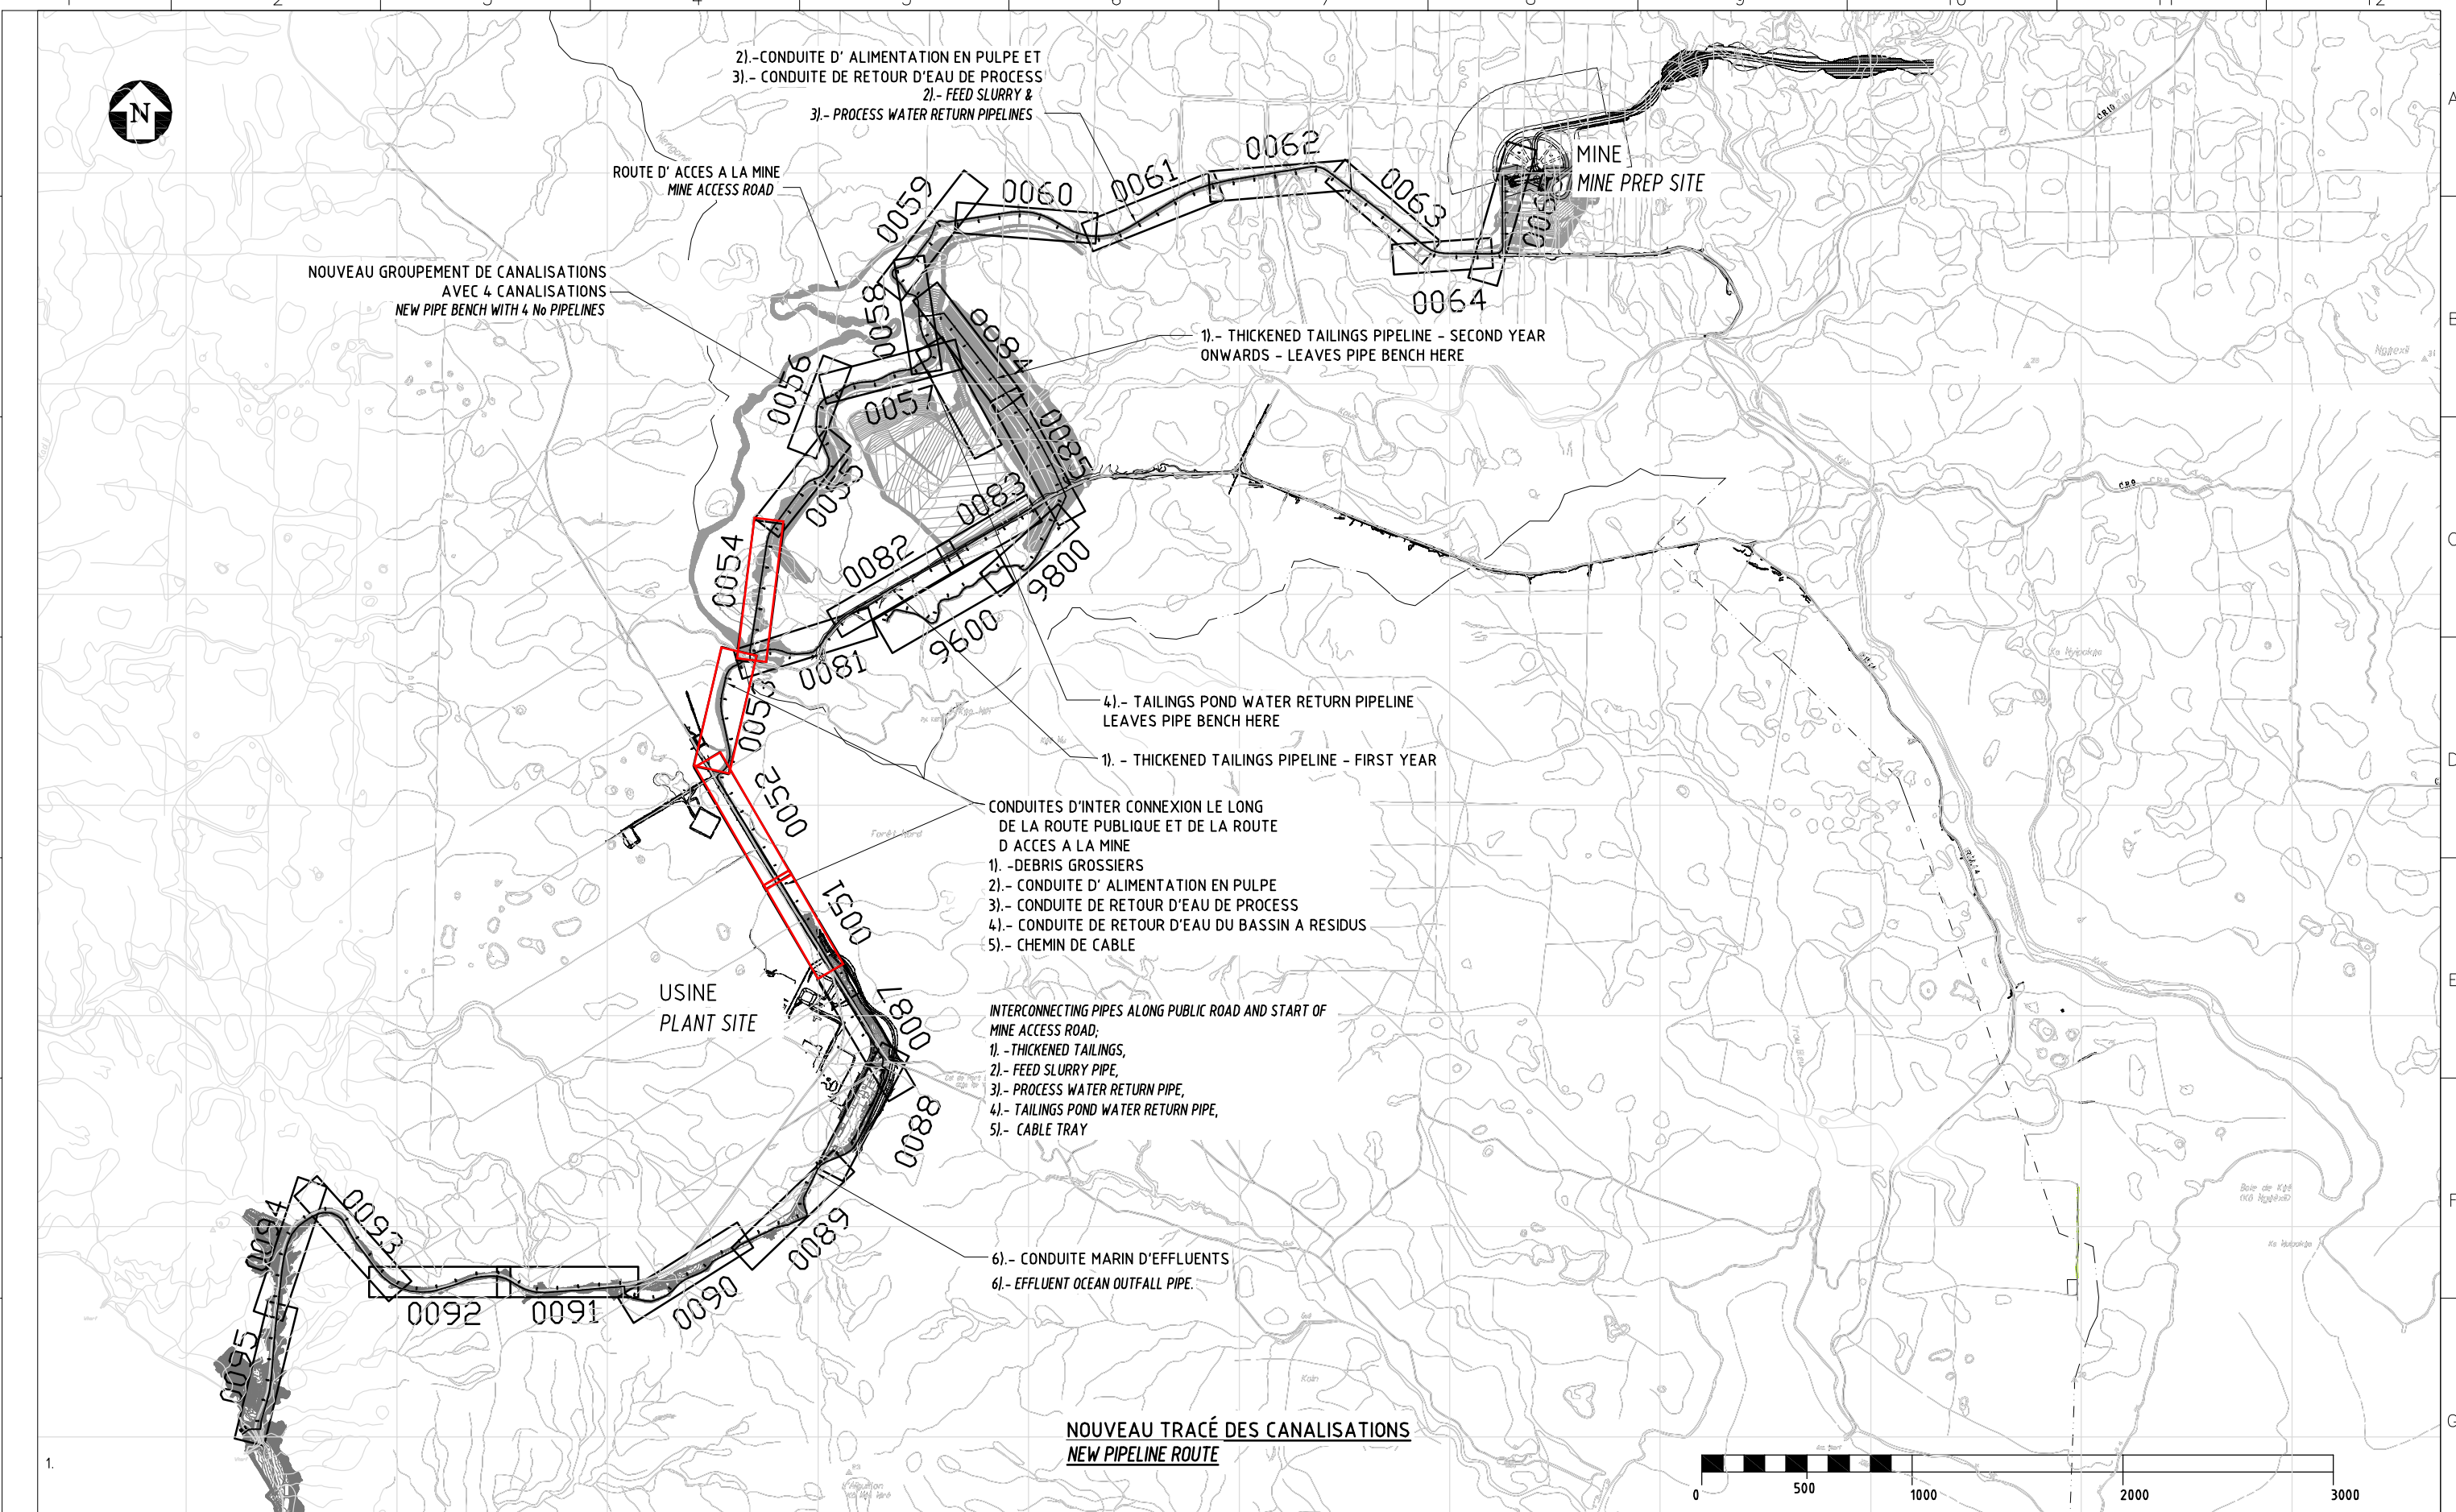 2).-CONDUITE D' ALIMENTATION EN PULPE ET
3).- CONDUITE DE RETOUR D'EAU DE PROCESS
2).- FEED SLURRY &
3).- PROCESS WATER RETURN PIPELINES
N
ROUTE D' ACCES A LA MINE
MINE ACCESS ROAD
NOUVEAU GROUPEMENT DE CANALISATIONS
AVEC 4 CANALISATIONS
NEW PIPE BENCH WITH 4 No PIPELINES
MINE
MINE PREP SITE
CR10
A
0059
0060
0061
0062
0063
0064
0058
0084
0056
0057
0085
1).- THICKENED TAILINGS PIPELINE - SECOND YEAR
ONWARDS - LEAVES PIPE BENCH HERE
0055
0083
0054
0082
9800
9600
0081
0053
C
4).- TAILINGS POND WATER RETURN PIPELINE
LEAVES PIPE BENCH HERE
1). - THICKENED TAILINGS PIPELINE - FIRST YEAR
0052
Forêt Nord
0051
CONDUITES D'INTER CONNEXION LE LONG
DE LA ROUTE PUBLIQUE ET DE LA ROUTE
D ACCES A LA MINE
1). -DEBRIS GROSSIERS
2).- CONDUITE D' ALIMENTATION EN PULPE
3).- CONDUITE DE RETOUR D'EAU DE PROCESS
4).- CONDUITE DE RETOUR D'EAU DU BASSIN A RESIDUS
5).- CHEMIN DE CABLE
USINE
PLANT SITE
0087
INTERCONNECTING PIPES ALONG PUBLIC ROAD AND START OF
MINE ACCESS ROAD;
1). -THICKENED TAILINGS,
2).- FEED SLURRY PIPE,
3).- PROCESS WATER RETURN PIPE,
4).- TAILINGS POND WATER RETURN PIPE,
5).- CABLE TRAY
0088
0089
0090
0091
0092
0093
0094
0095
6).- CONDUITE MARIN D'EFFLUENTS
6).- EFFLUENT OCEAN OUTFALL PIPE.
NOUVEAU TRACÉ DES CANALISATIONS
NEW PIPELINE ROUTE
1.
0 500 1000 2000 3000